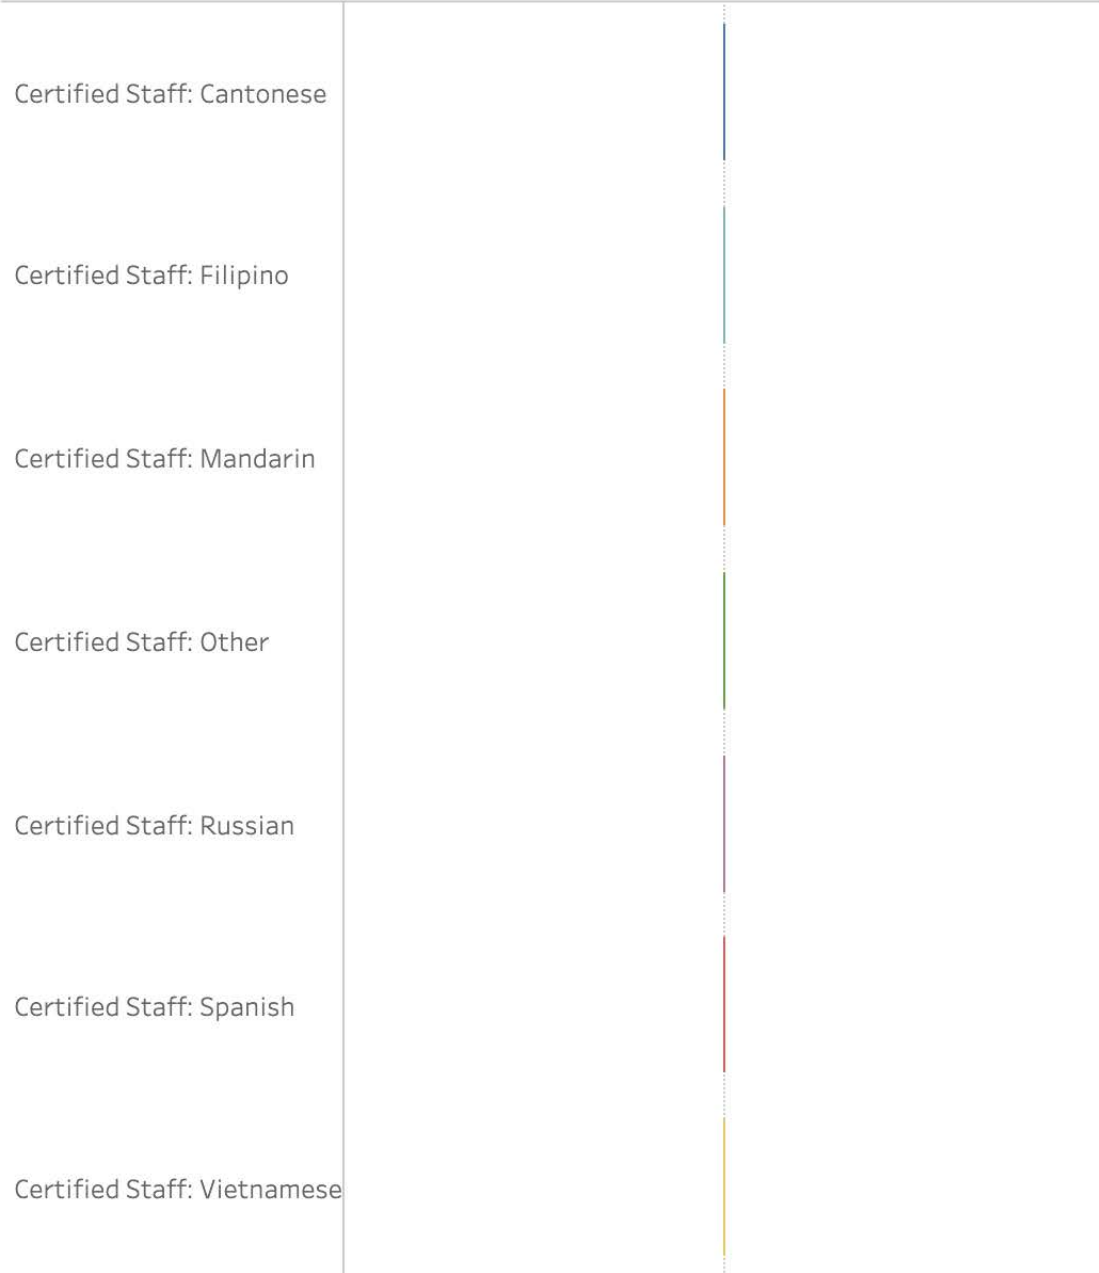 Certified Staff: Cantonese
Certified Staff: Filipino
Certified Staff: Mandarin
Certified Staff: Other
Certified Staff: Russian
Certified Staff: Spanish
Certified Staff: Vietnamese